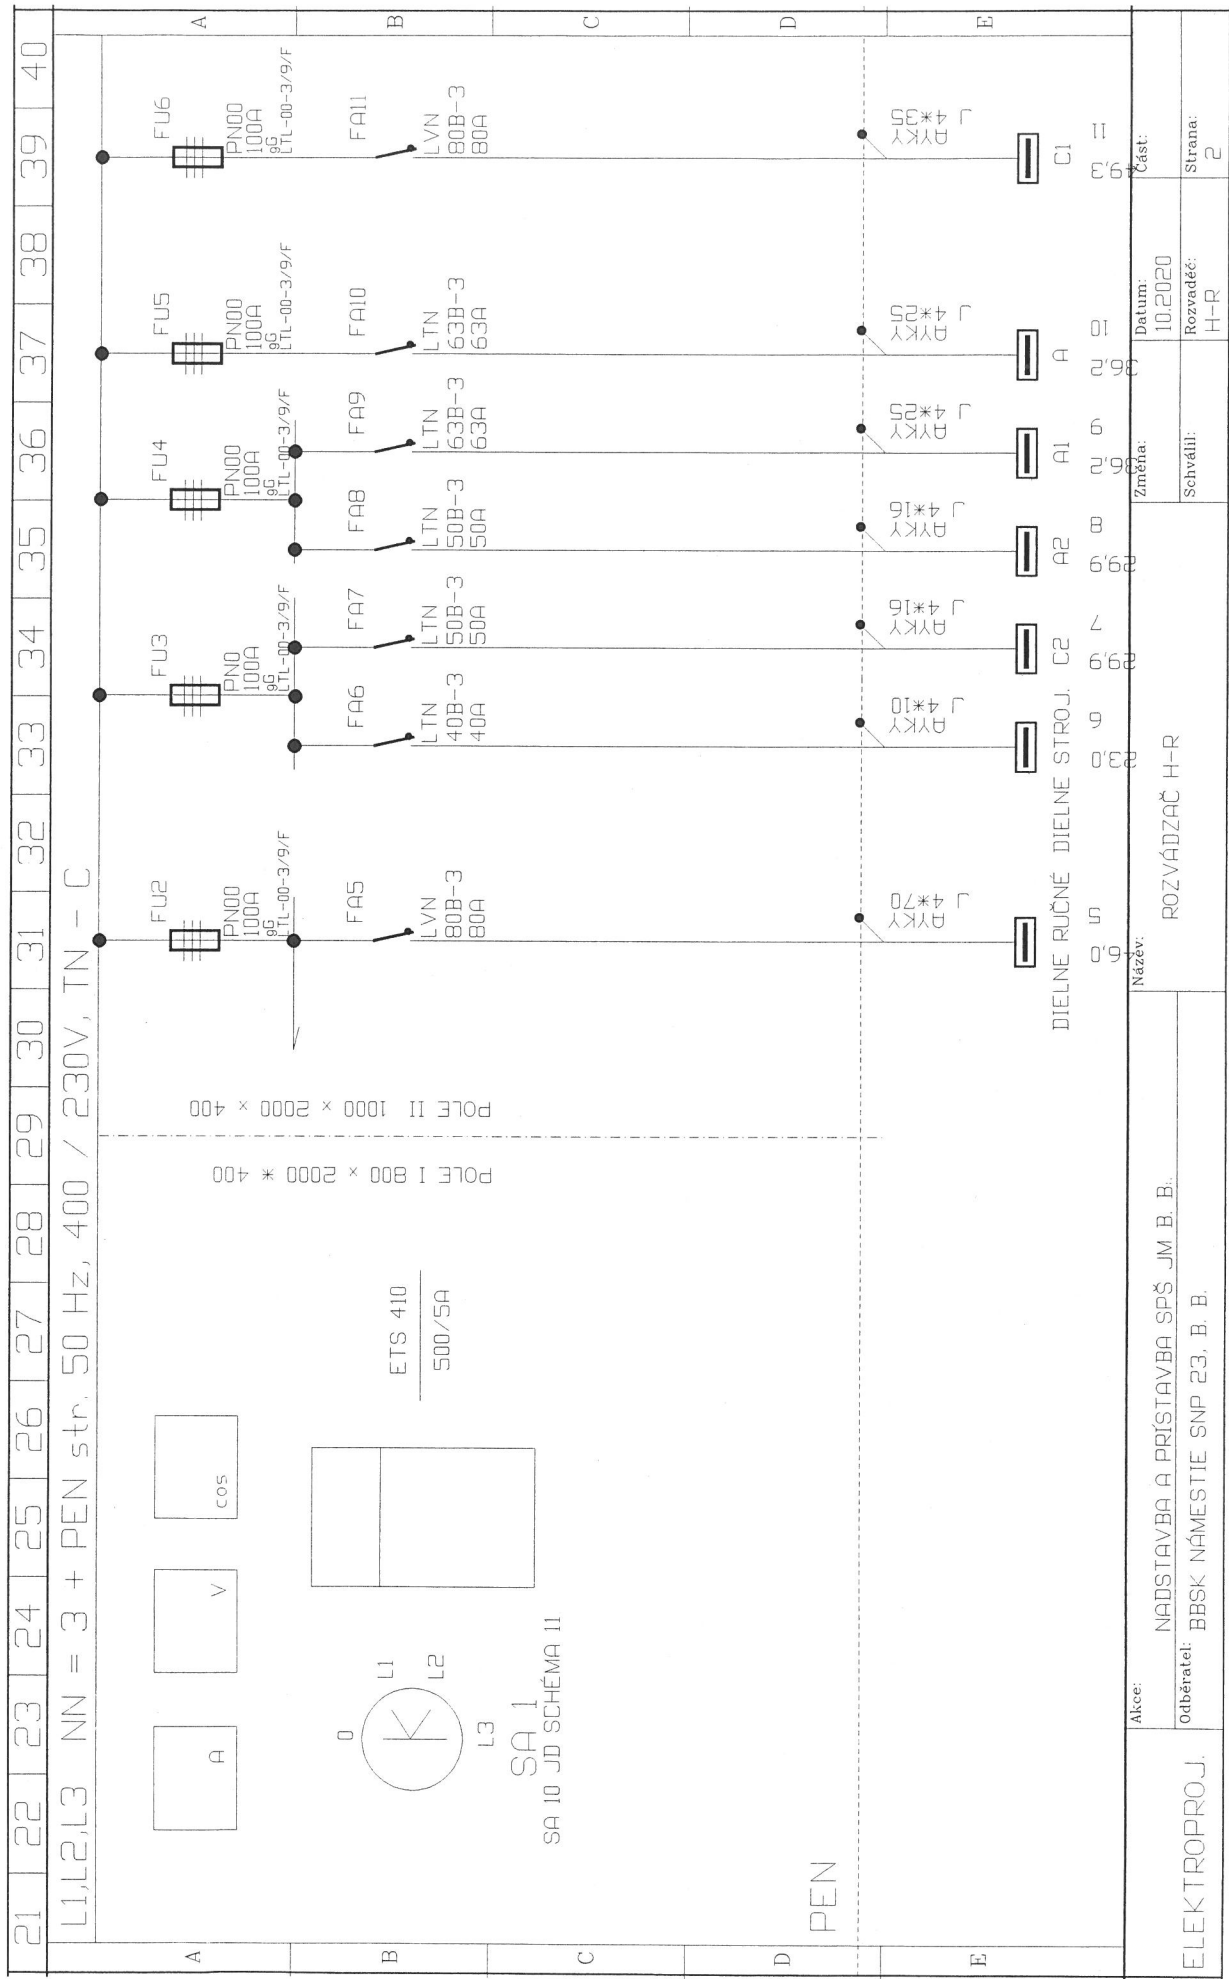 21 22 23 24 25 26 27 28 29 30 31 32 33 34 35 36 37 38 39 40
L1,L2,L3 NN = 3 + PEN str. 50 Hz, 400 / 230V, TN - C
A
B
C
D
E
A
B
C
D
E
A
V
cos
0
L1
L2
L3
SA 1
SA 10 JD SCHÉMA 11
ETS 410
500/5A
POLE I 800 x 2000 * 400
POLE II 1000 x 2000 x 400
PEN
FU2
PN00
100A
gG
LTL-00-3/9/F
FA5
LVN
80B-3
80A
AYKY
J 4*70
DIELNE RUČNÉ
5
FU3
PN0
100A
gG
LTL-00-3/9/F
FA6
LTN
40B-3
40A
AYKY
J 4*10
DIELNE STROJ.
6
23,0
FA7
LTN
50B-3
50A
AYKY
J 4*16
C2
7
29,9
FU4
PN00
100A
gG
LTL-00-3/9/F
FA8
LTN
50B-3
50A
AYKY
J 4*16
A2
8
29,9
FA9
LTN
63B-3
63A
AYKY
J 4*25
A1
9
36,2
FU5
PN00
100A
gG
LTL-00-3/9/F
FA10
LTN
63B-3
63A
AYKY
J 4*25
A
10
36,2
FU6
PN00
100A
gG
LTL-00-3/9/F
FA11
LVN
80B-3
80A
AYKY
J 4*35
C1
11
49,3
ELEKTROPROJ.
Akce:
NADSTAVBA A PRÍSTAVBA SPŠ JM B. B.
Odběratel:
BBSK NÁMESTIE SNP 23, B. B.
Název:
ROZVÁDZAČ H-R
Změna:
Datum:
10.2020
Část:
Schválil:
Rozvaděč:
H-R
Strana:
2